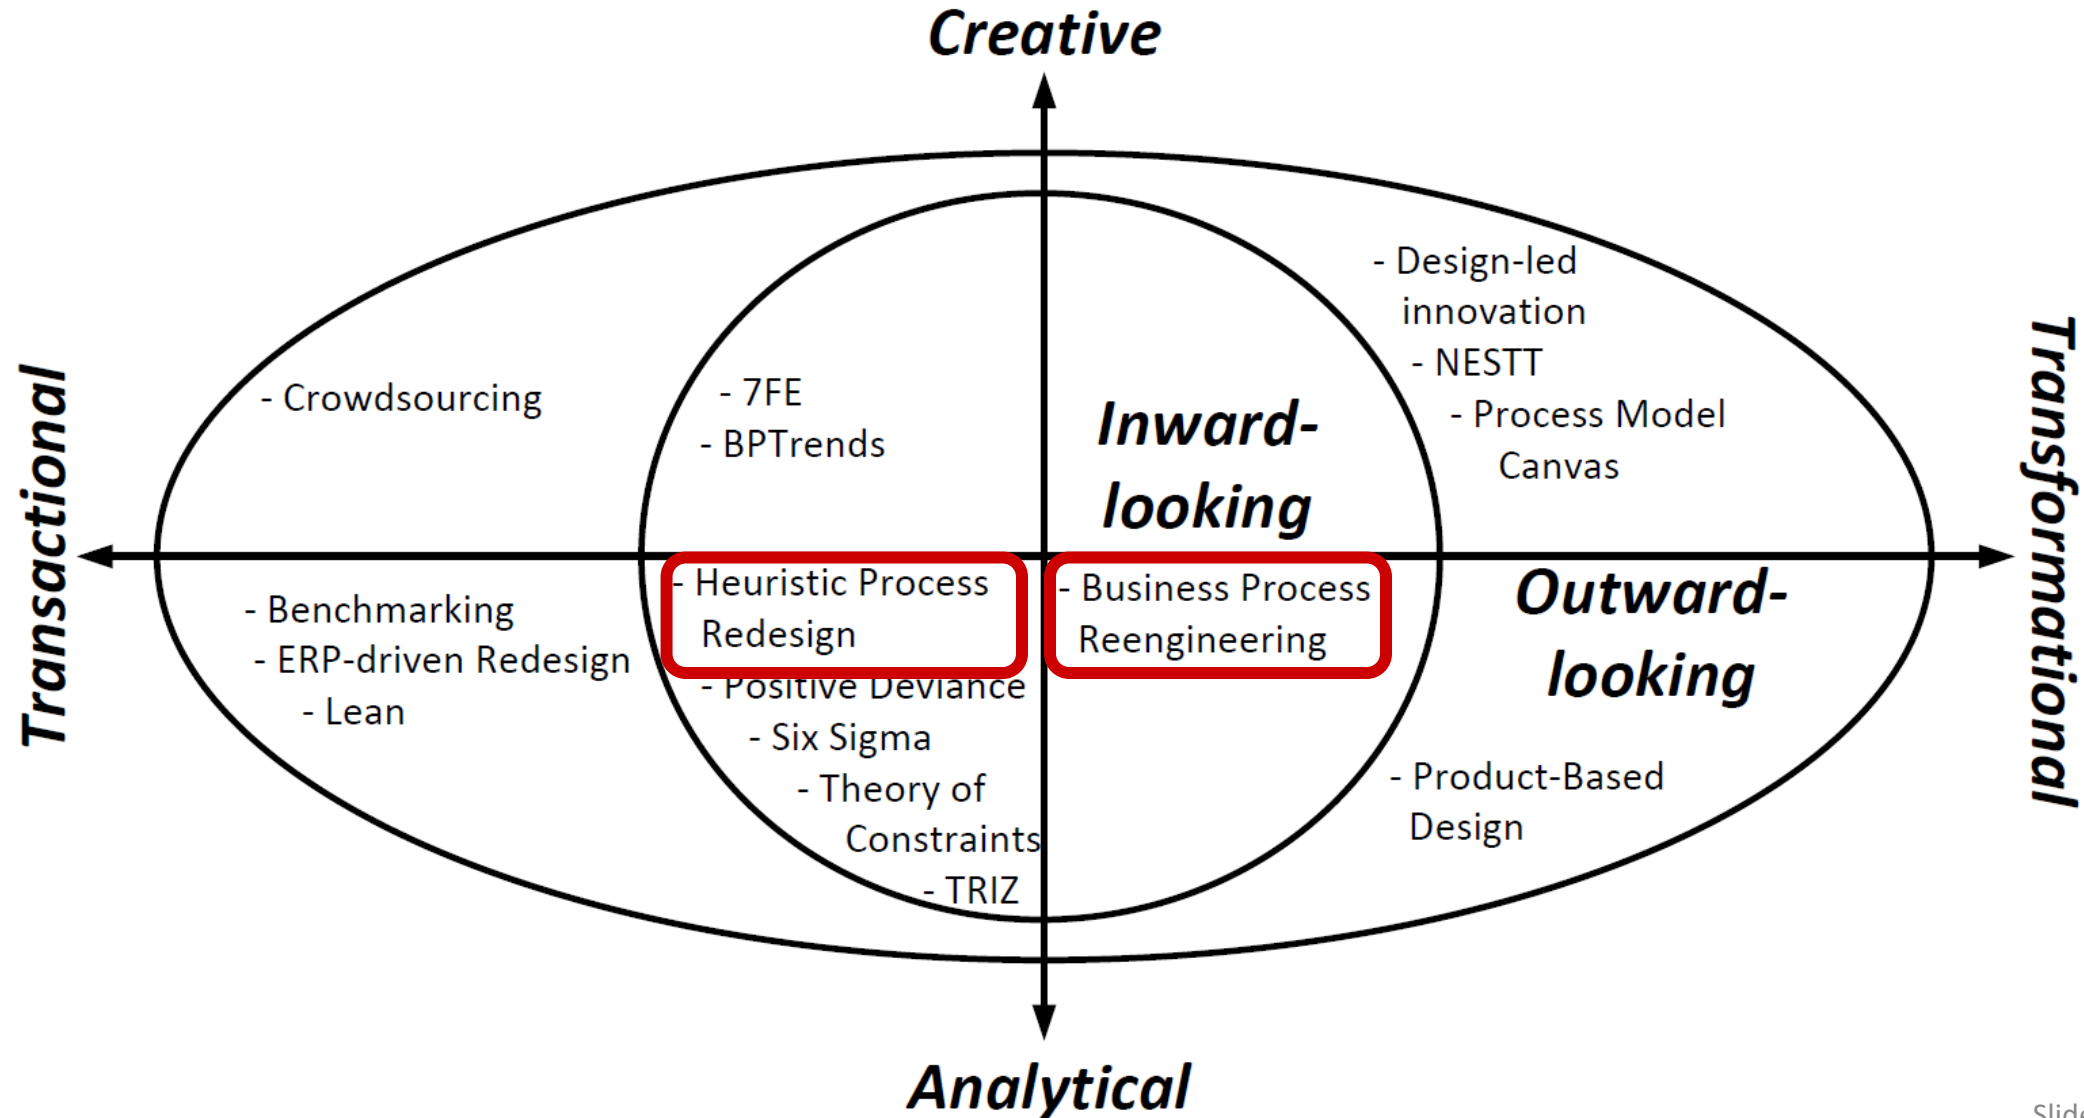 Creative
- Design-led
innovation
- NESTT
- Process Model
Canvas
- Crowdsourcing
- 7FE
- BPTrends
Inward-
looking
Transactional
Transformational
- Heuristic Process
Redesign
- Business Process
Reengineering
Outward-
looking
- Benchmarking
- ERP-driven Redesign
- Lean
- Positive Deviance
- Six Sigma
- Theory of
Constraints
- TRIZ
- Product-Based
Design
Analytical